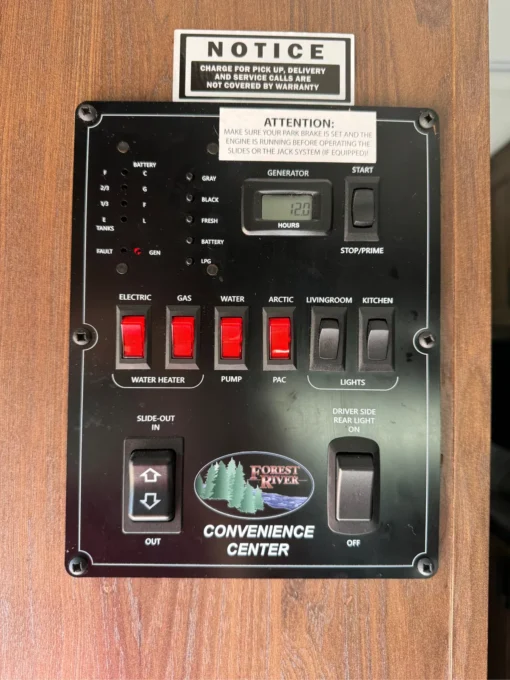 NOTICE
CHARGE FOR PICK UP, DELIVERY
AND SERVICE CALLS ARE
NOT COVERED BY WARRANTY
ATTENTION:
MAKE SURE YOUR PARK BRAKE IS SET AND THE
ENGINE IS RUNNING BEFORE OPERATING THE
SLIDES OR THE JACK SYSTEM (IF EQUIPPED)!
BATTERY
F C
2/3 G
1/3 F
E L
TANKS
FAULT GEN
GRAY
BLACK
FRESH
BATTERY
LPG
GENERATOR
12.0
HOURS
START
STOP/PRIME
ELECTRIC GAS WATER ARCTIC LIVINGROOM KITCHEN
WATER HEATER PUMP PAC LIGHTS
SLIDE-OUT
IN
OUT
FOREST
RIVER
CONVENIENCE
CENTER
DRIVER SIDE
REAR LIGHT
ON
OFF